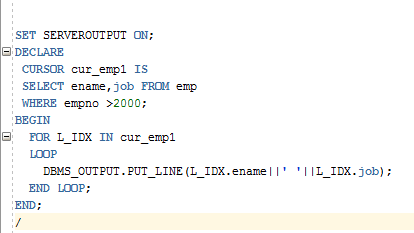 SET SERVEROUTPUT ON;
DECLARE
CURSOR cur_emp1 IS
SELECT ename,job FROM emp
WHERE empno >2000;
BEGIN
FOR L_IDX IN cur_emp1
LOOP
DBMS_OUTPUT.PUT_LINE(L_IDX.ename||' '||L_IDX.job);
END LOOP;
END;
/